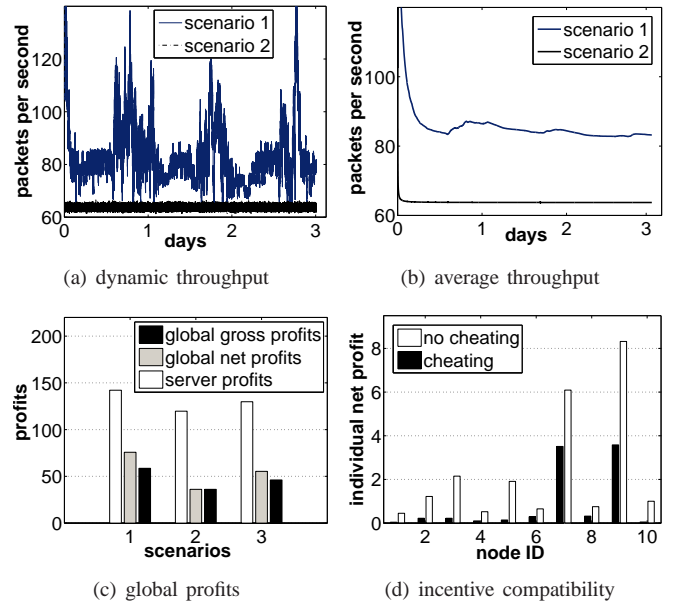 scenario 1
scenario 2
packets per second
120
100
80
60
0
1
2
3
days
(a) dynamic throughput
scenario 1
scenario 2
packets per second
100
80
60
0
1
2
3
days
(b) average throughput
global gross profits
global net profits
server profits
profits
200
150
100
50
0
1
2
3
scenarios
(c) global profits
no cheating
cheating
individual net profit
8
6
4
2
0
2
4
6
8
10
node ID
(d) incentive compatibility